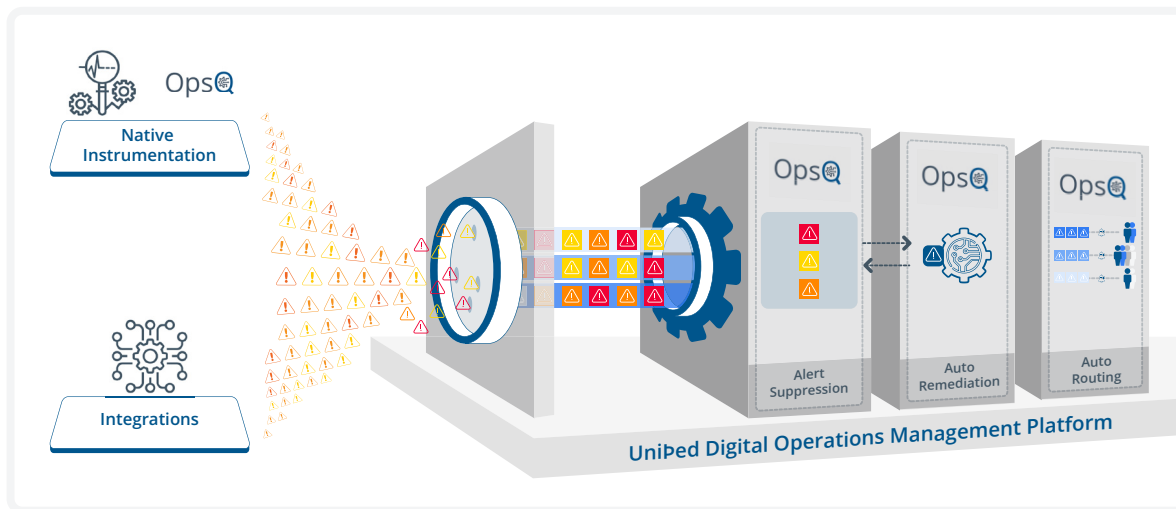 OpsQ
Native
Instrumentation
Integrations
OpsQ
Alert
Suppression
OpsQ
Auto
Remediation
OpsQ
Auto
Routing
UniÞed Digital Operations Management Platform